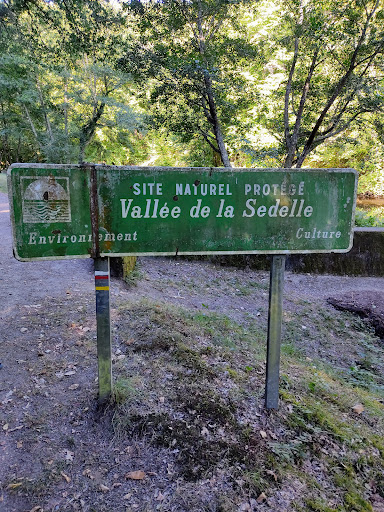 SITE NATUREL PROTÉGÉ
Vallée de la Sedelle
Environnement
Culture